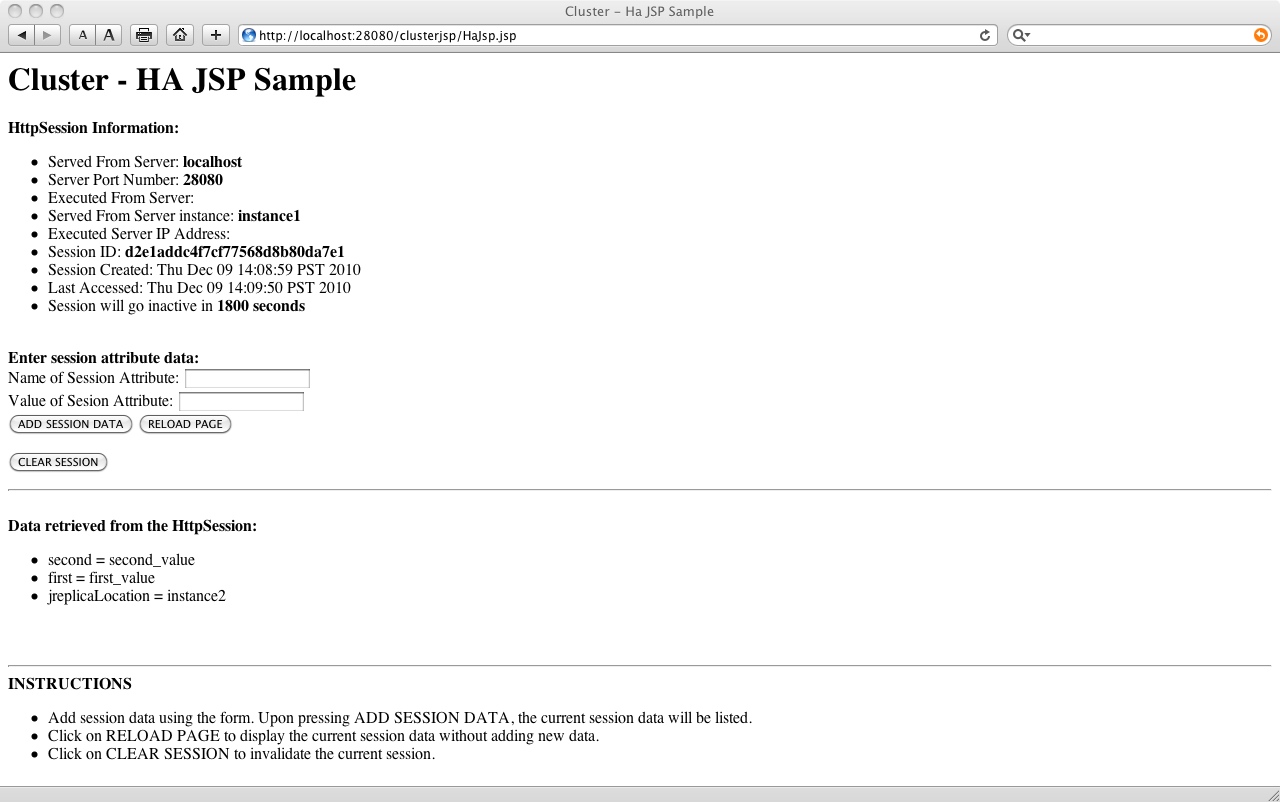 Cluster - Ha JSP Sample
A A
http://localhost:28080/clusterjsp/HaJsp.jsp
Cluster - HA JSP Sample
HttpSession Information:
Served From Server: localhost
Server Port Number: 28080
Executed From Server:
Served From Server instance: instance1
Executed Server IP Address:
Session ID: d2e1addc4f7cf77568d8b80da7e1
Session Created: Thu Dec 09 14:08:59 PST 2010
Last Accessed: Thu Dec 09 14:09:50 PST 2010
Session will go inactive in 1800 seconds
Enter session attribute data:
Name of Session Attribute:
Value of Sesion Attribute:
ADD SESSION DATA RELOAD PAGE
CLEAR SESSION
Data retrieved from the HttpSession:
second = second_value
first = first_value
jreplicaLocation = instance2
INSTRUCTIONS
Add session data using the form. Upon pressing ADD SESSION DATA, the current session data will be listed.
Click on RELOAD PAGE to display the current session data without adding new data.
Click on CLEAR SESSION to invalidate the current session.